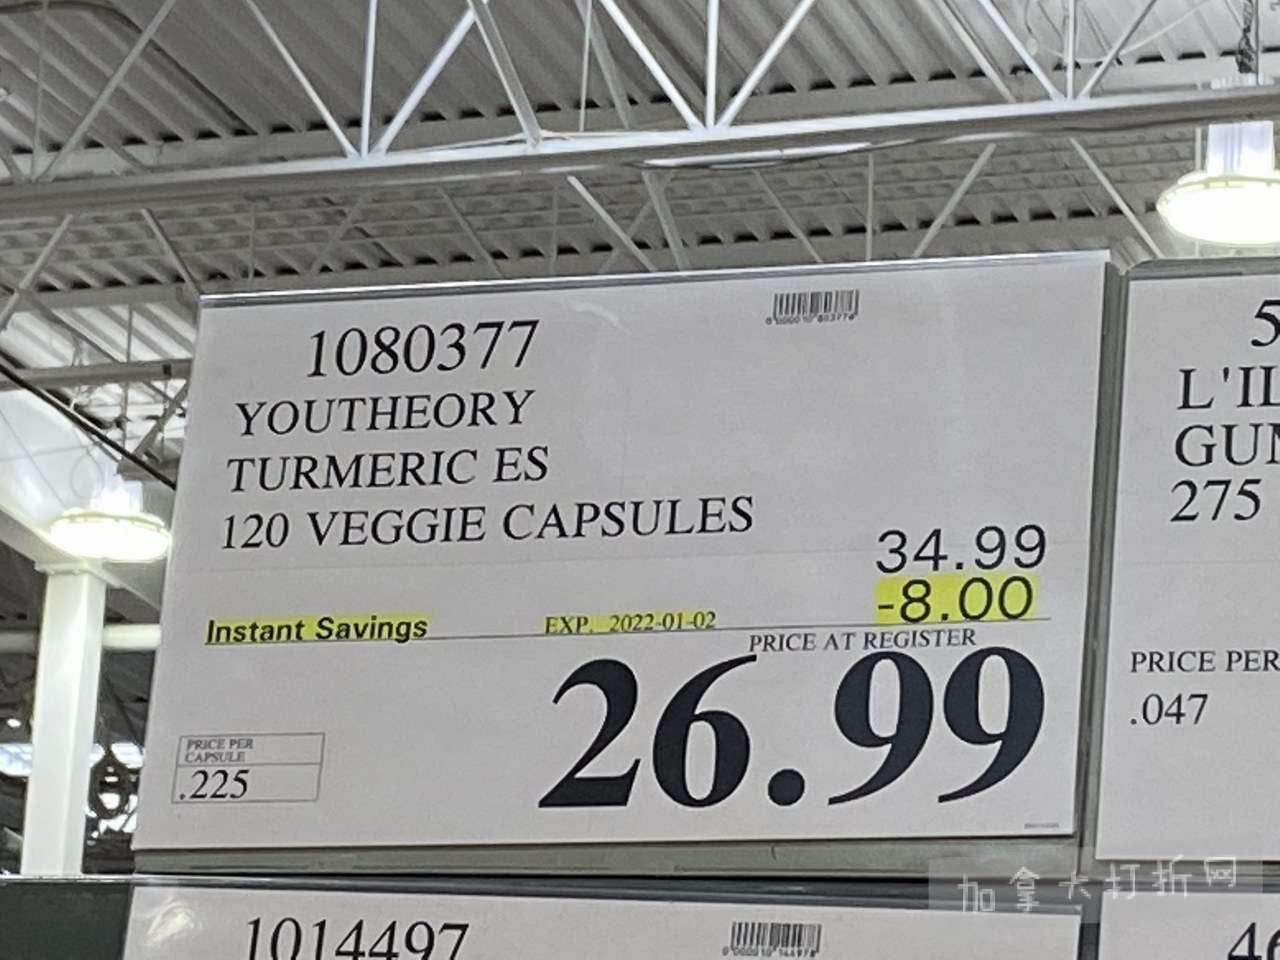 1080377
YOUTHEORY
TURMERIC ES
120 VEGGIE CAPSULES
34.99
-8.00
Instant Savings EXP. 2022-01-02
PRICE AT REGISTER
26.99
PRICE PER
CAPSULE
.225
5
L'IL
GUM
275
PRICE PER
.047
1014497
46
加拿大打折网